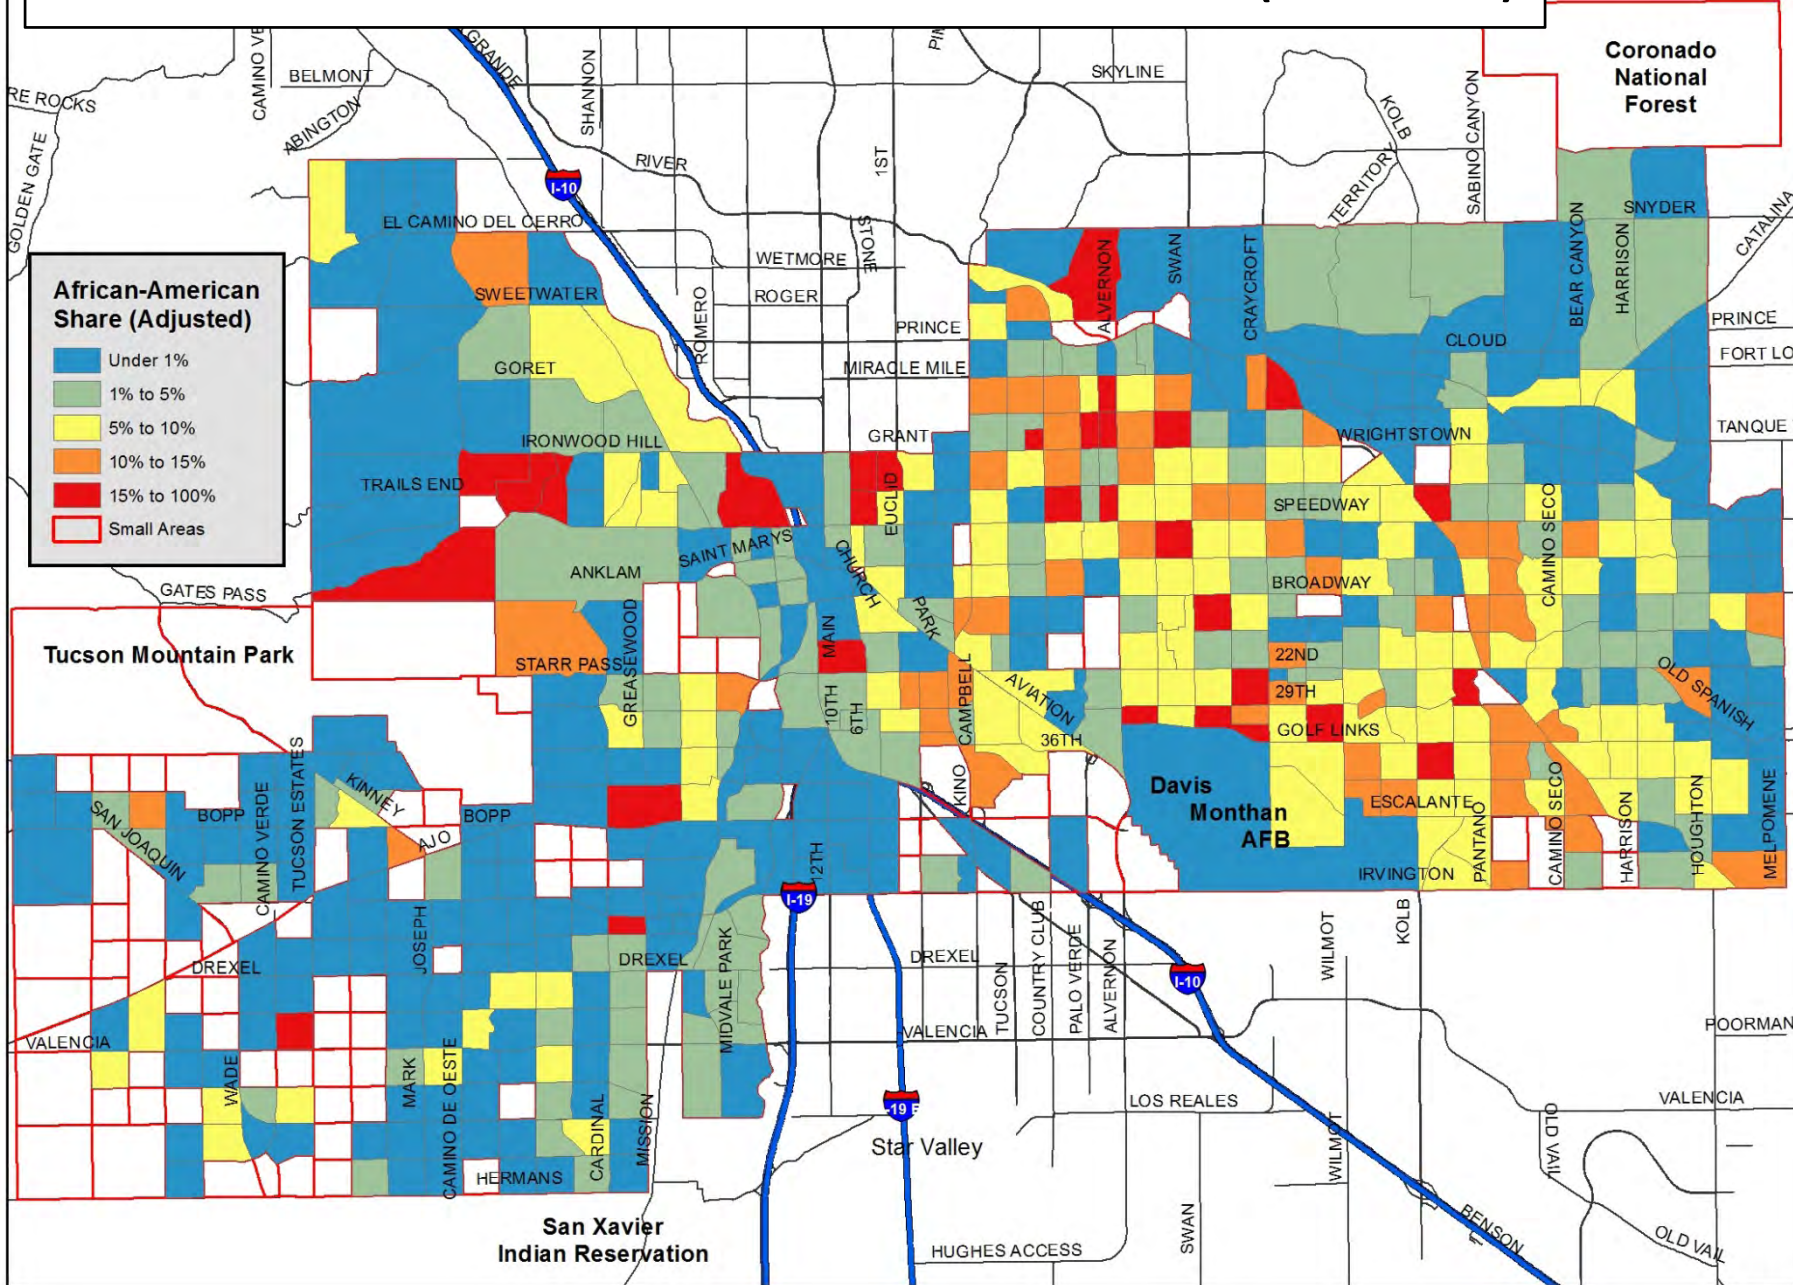 Coronado
National
Forest
SKYLINE
BELMONT
CAMINO VE
GRANDE
SHANNON
KOLB
RE ROCKS
ABINGTON
SABINO CANYON
GOLDEN GATE
RIVER
1ST
TERRITORY
I-10
EL CAMINO DEL CERRO
STONE
SNYDER
BEAR CANYON
HARRISON
CATALINA
WETMORE
ALVERNON
SWAN
CRAYCROFT
African-American
Share (Adjusted)
Under 1%
1% to 5%
5% to 10%
10% to 15%
15% to 100%
Small Areas
SWEETWATER
ROGER
ROMERO
PRINCE
PRINCE
CLOUD
FORT LO
GORET
MIRACLE MILE
IRONWOOD HILL
GRANT
WRIGHTSTOWN
TANQUE
TRAILS END
EUCLID
SPEEDWAY
CAMINO SECO
SAINT MARYS
CHURCH
ANKLAM
BROADWAY
GATES PASS
PARK
GREASEWOOD
MAIN
Tucson Mountain Park
STARR PASS
22ND
CAMPBELL
AVIATION
29TH
OLD SPANISH
10TH
6TH
36TH
GOLF LINKS
TUCSON ESTATES
KINNEY
KINO
Davis
Monthan
AFB
CAMINO SECO
HOUGHTON
MELPOMENE
SAN JOAQUIN
BOPP
CAMINO VERDE
BOPP
ESCALANTE
PANTANO
HARRISON
AJO
12TH
IRVINGTON
I-19
JOSEPH
KOLB
WILMOT
DREXEL
DREXEL
MIDVALE PARK
DREXEL
TUCSON
COUNTRY CLUB
PALO VERDE
ALVERNON
I-10
VALENCIA
VALENCIA
POORMAN
WADE
MARK
CAMINO DE OESTE
CARDINAL
MISSION
LOS REALES
VALENCIA
WILMOT
OLD VAIL
Star Valley
HERMANS
San Xavier
Indian Reservation
HUGHES ACCESS
SWAN
BENSON
OLD VAIL